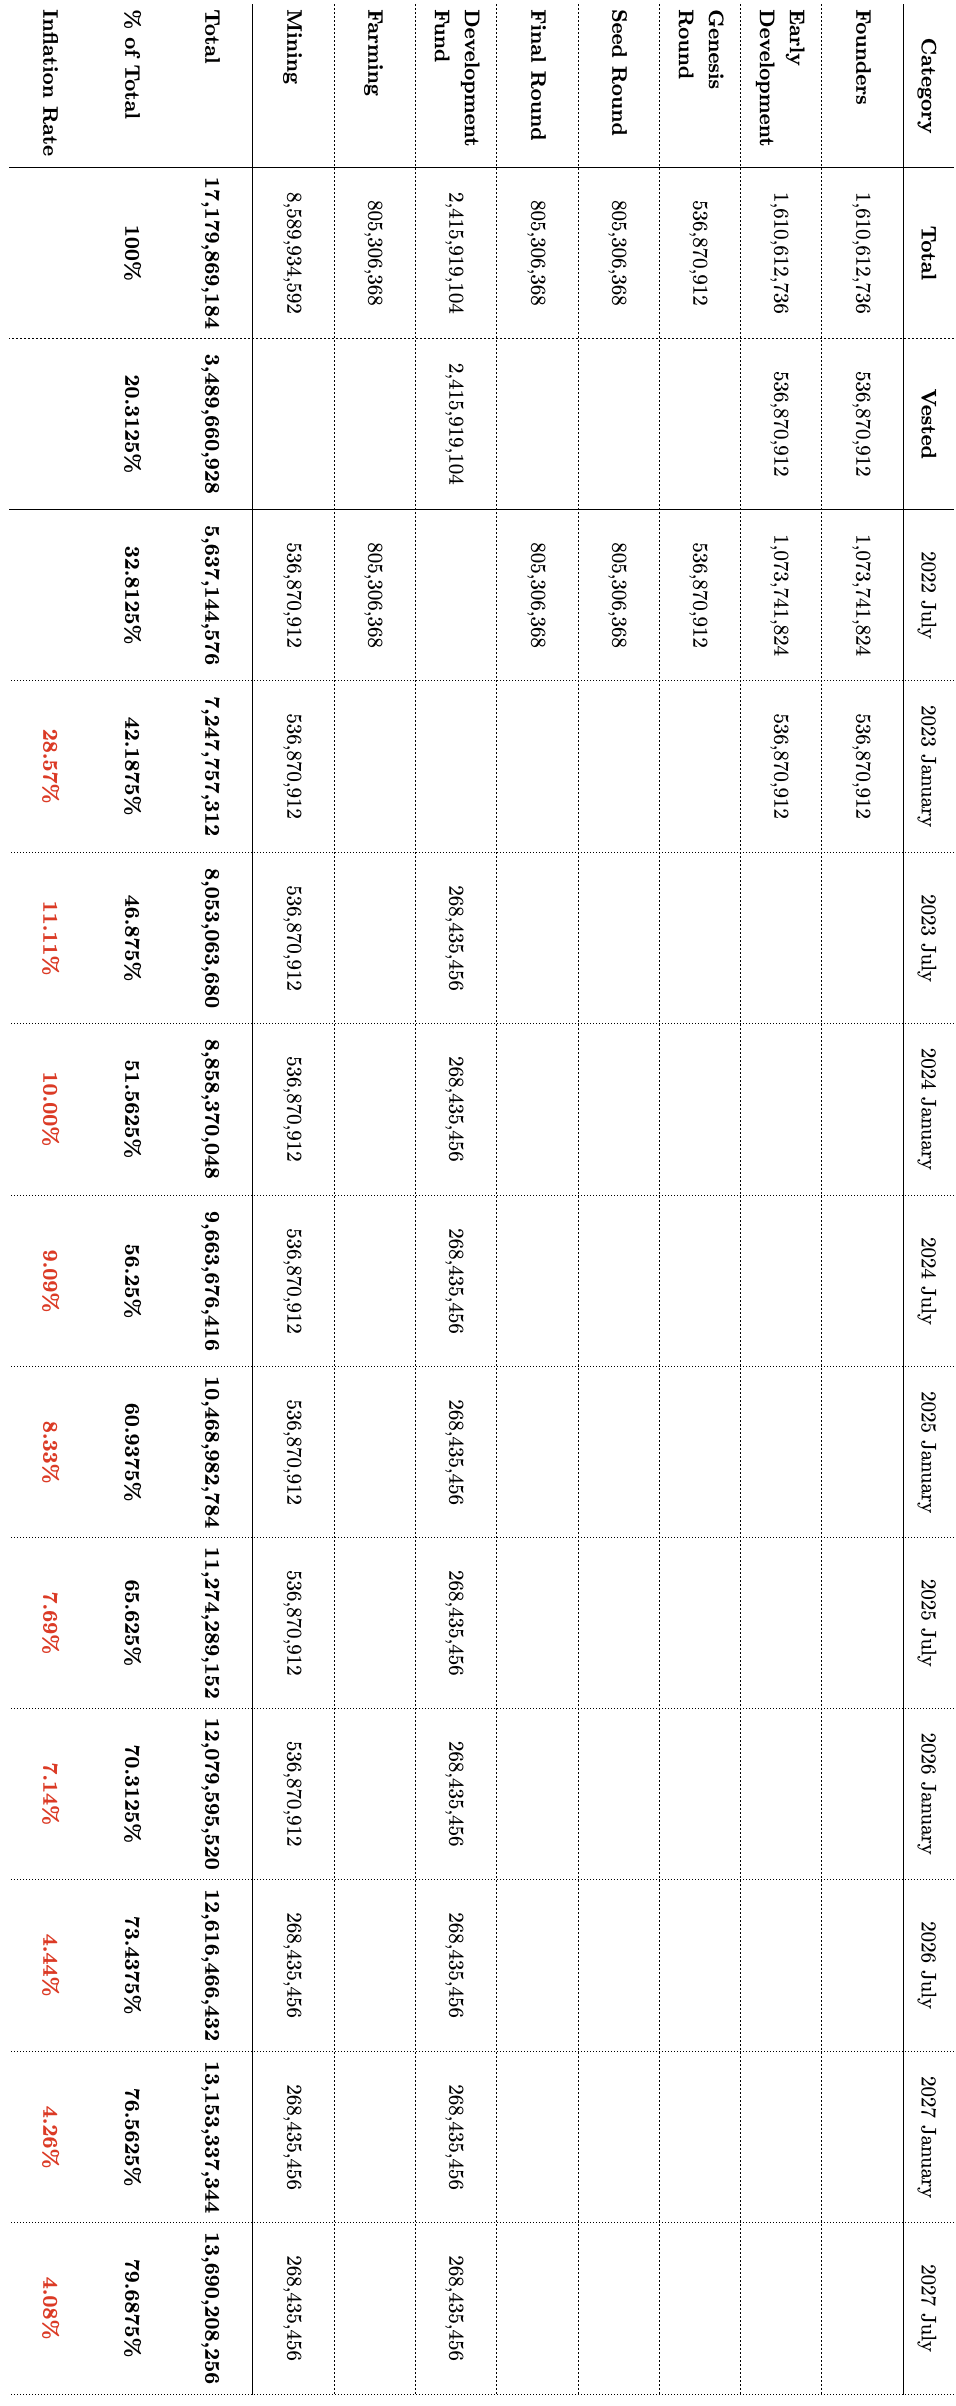 Category Total Vested 2022 July 2023 January 2023 July 2024 January 2024 July 2025 January 2025 July 2026 January 2026 July 2027 January 2027 July
Founders 1,610,612,736 536,870,912 1,073,741,824 536,870,912
Early
Development 1,610,612,736 536,870,912 1,073,741,824 536,870,912
Genesis
Round 536,870,912 536,870,912
Seed Round 805,306,368 805,306,368
Final Round 805,306,368 805,306,368
Development
Fund 2,415,919,104 2,415,919,104 268,435,456 268,435,456 268,435,456 268,435,456 268,435,456 268,435,456 268,435,456 268,435,456 268,435,456
Farming 805,306,368 805,306,368
Mining 8,589,934,592 536,870,912 536,870,912 536,870,912 536,870,912 536,870,912 536,870,912 536,870,912 536,870,912 268,435,456 268,435,456 268,435,456
Total 17,179,869,184 3,489,660,928 5,637,144,576 7,247,757,312 8,053,063,680 8,858,370,048 9,663,676,416 10,468,982,784 11,274,289,152 12,079,595,520 12,616,466,432 13,153,337,344 13,690,208,256
% of Total 100% 20.3125% 32.8125% 42.1875% 46.875% 51.5625% 56.25% 60.9375% 65.625% 70.3125% 73.4375% 76.5625% 79.6875%
Inflation Rate 28.57% 11.11% 10.00% 9.09% 8.33% 7.69% 7.14% 4.44% 4.26% 4.08%